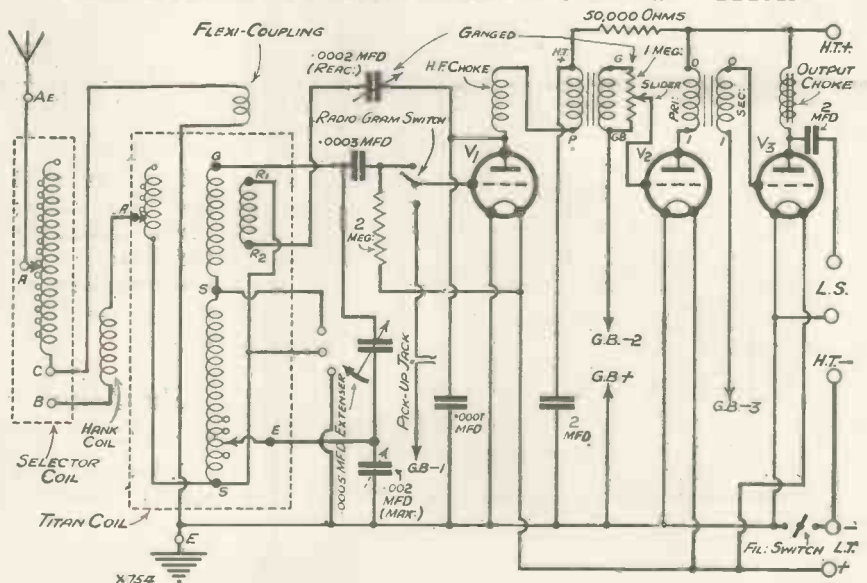 50,000 OHMS
FLEXI-COUPLING
GANGED
.0002 MFD
(REAC.)
H.F. CHOKE
H.T.
+
G
1 MEG:
SLIDER
O
O
H.T.+
OUTPUT
CHOKE
AE.
RADIO-GRAM SWITCH
.0003 MFD
P
GB
PRI:
SEC:
I
I
2
MFD
V1
V2
V3
G
R1
R2
2
MEG:
A
A
S
L.S.
G.B.-2
G.B+
H.T.-
C
B
HANK
COIL
.0005 MFD EXTENSER
PICK-UP JACK
.0001
MFD
2
MFD
G.B-3
SELECTOR
COIL
E
G.B-1
.002
MFD
(MAX.)
S
TITAN COIL
E
FIL: SWITCH
-
L.T.
+
X754